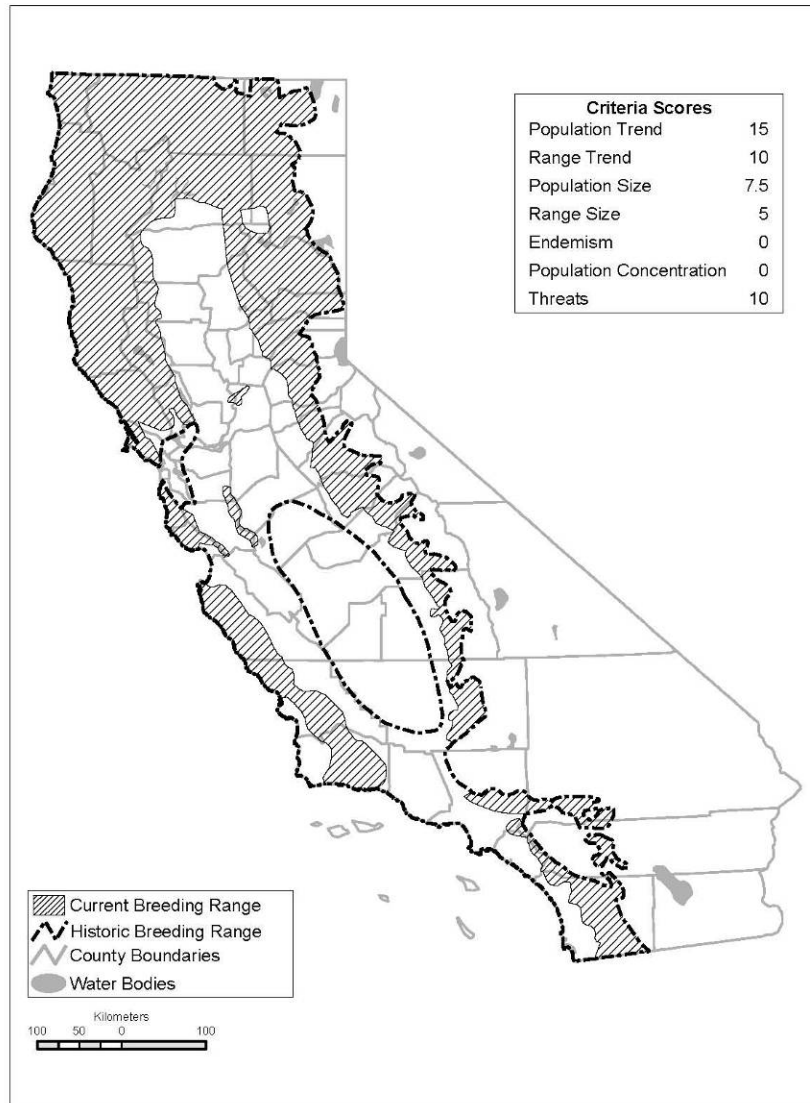 Criteria Scores
Population Trend 15
Range Trend 10
Population Size 7.5
Range Size 5
Endemism 0
Population Concentration 0
Threats 10
Current Breeding Range
Historic Breeding Range
County Boundaries
Water Bodies
Kilometers
100 50 0 100